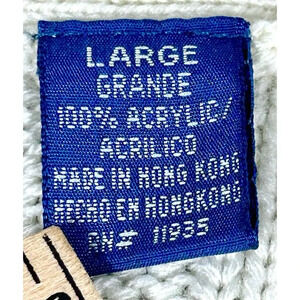 LARGE
GRANDE
100% ACRYLIC/
ACRILICO
MADE IN HONG KONG
HECHO EN HONGKONG
RN# 11935